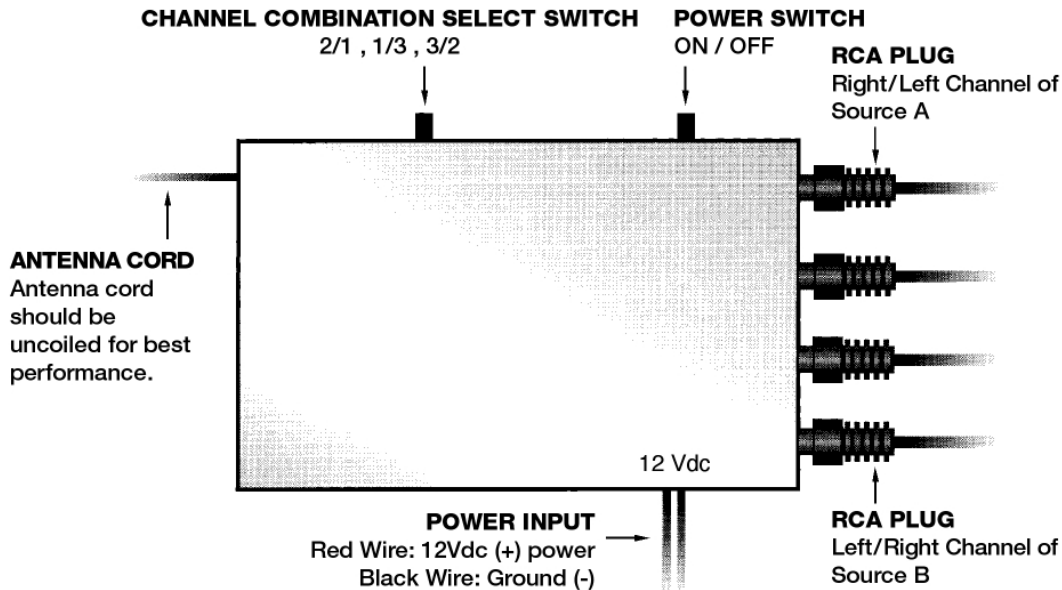 CHANNEL COMBINATION SELECT SWITCH
2/1 , 1/3 , 3/2
POWER SWITCH
ON / OFF
RCA PLUG
Right/Left Channel of
Source A
ANTENNA CORD
Antenna cord
should be
uncoiled for best
performance.
12 Vdc
POWER INPUT
Red Wire: 12Vdc (+) power
Black Wire: Ground (-)
RCA PLUG
Left/Right Channel of
Source B